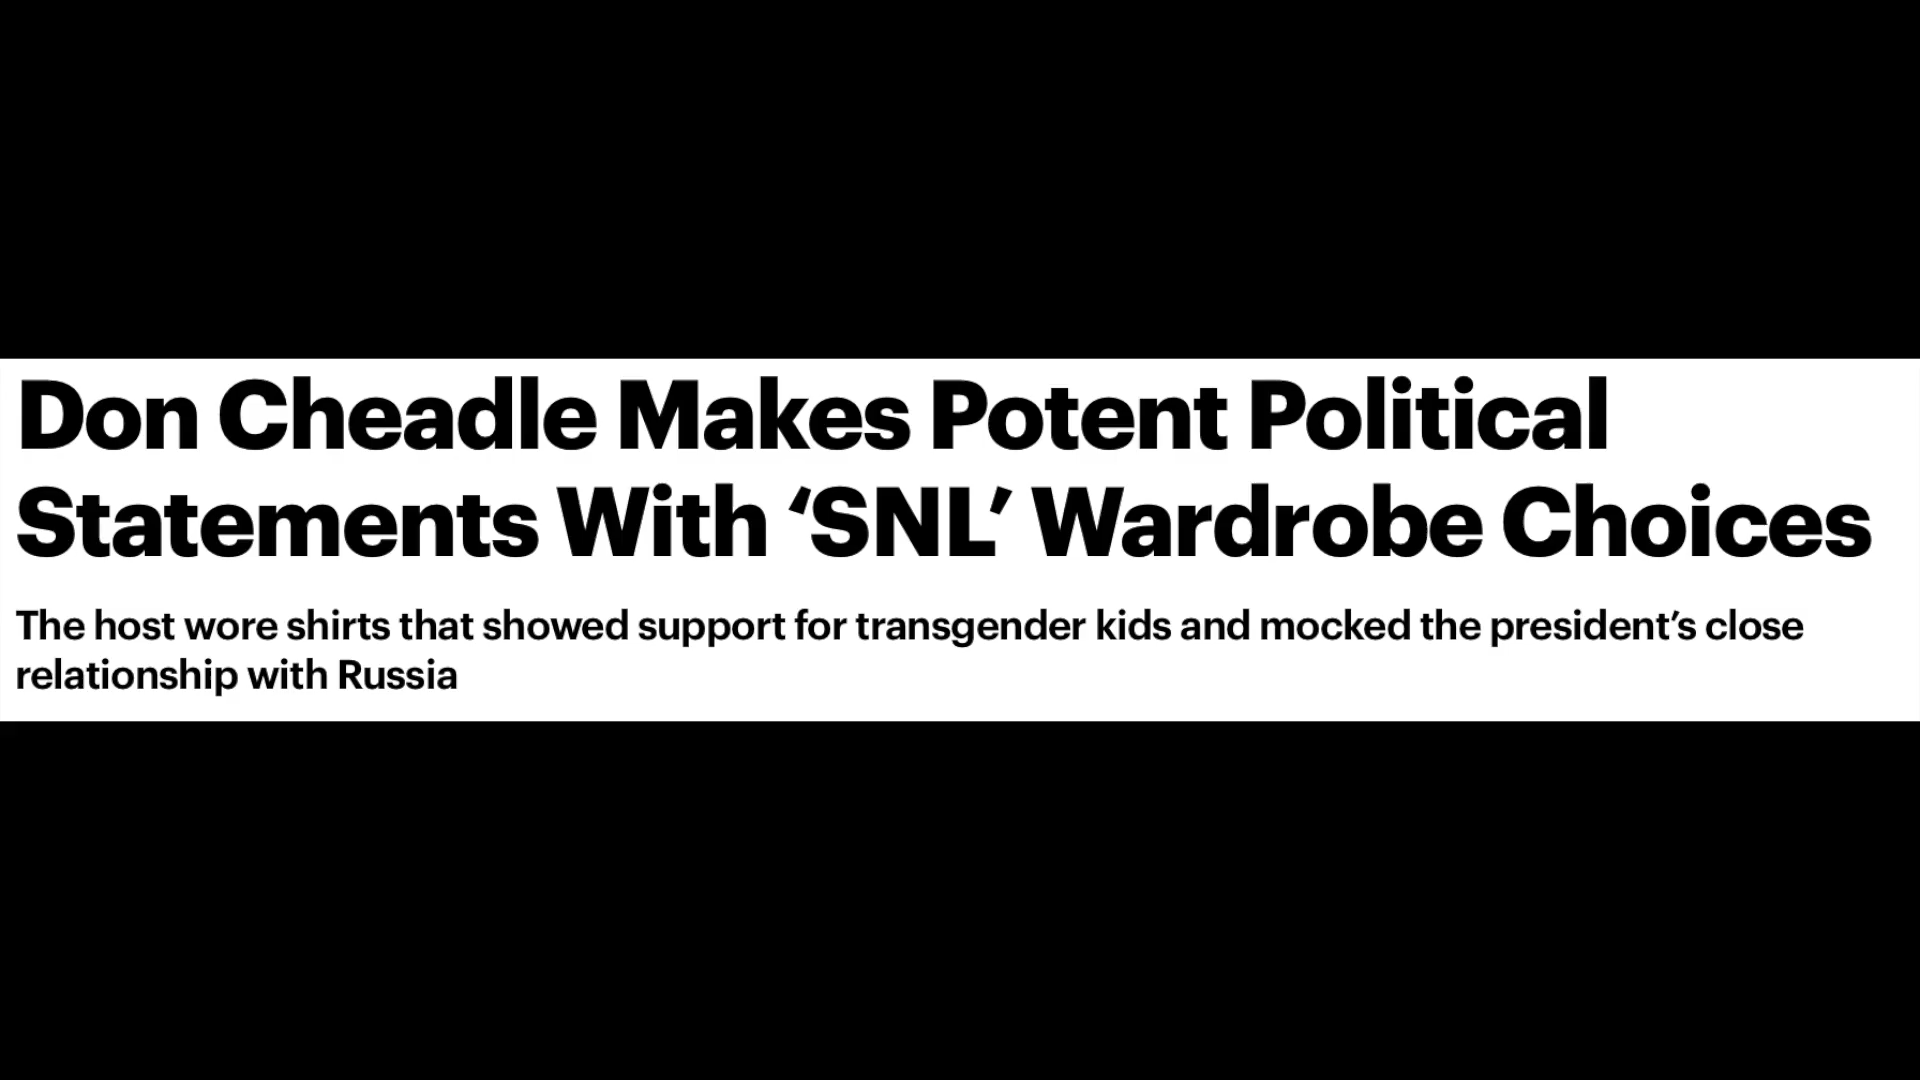 Don Cheadle Makes Potent Political
Statements With ‘SNL’ Wardrobe Choices
The host wore shirts that showed support for transgender kids and mocked the president’s close
relationship with Russia